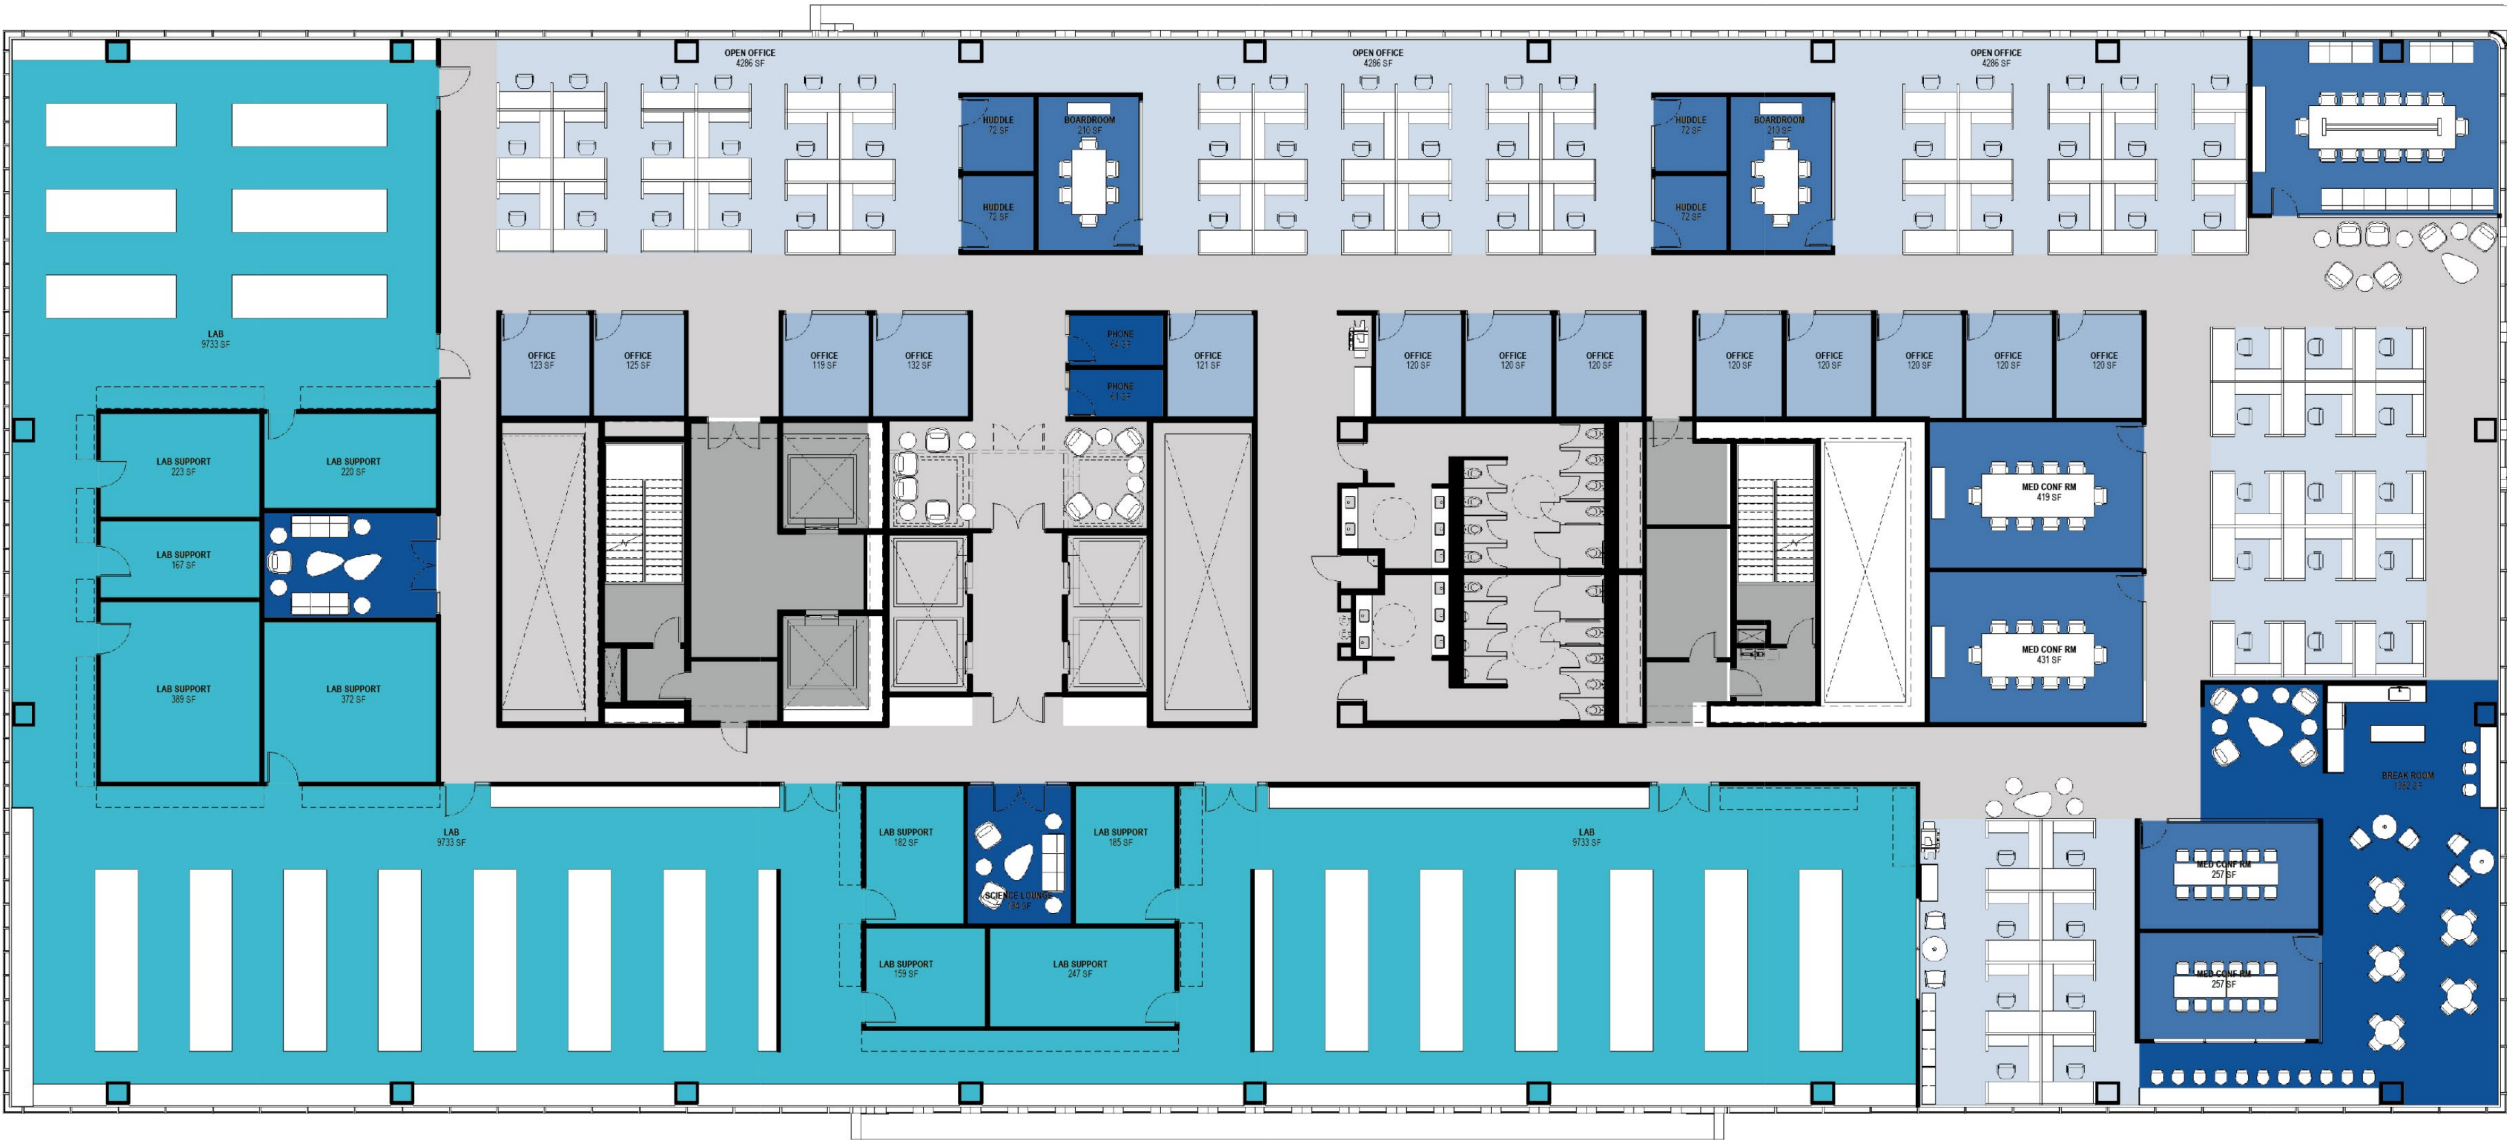 OPEN OFFICE
4286 SF
OPEN OFFICE
4286 SF
OPEN OFFICE
4286 SF
HUDDLE
72 SF
BOARDROOM
210 SF
HUDDLE
72 SF
BOARDROOM
210 SF
HUDDLE
72 SF
HUDDLE
72 SF
LAB
9733 SF
OFFICE
123 SF
OFFICE
125 SF
OFFICE
119 SF
OFFICE
132 SF
PHONE
PHONE
OFFICE
121 SF
OFFICE
120 SF
OFFICE
120 SF
OFFICE
120 SF
OFFICE
120 SF
OFFICE
120 SF
OFFICE
120 SF
OFFICE
120 SF
OFFICE
120 SF
LAB SUPPORT
223 SF
LAB SUPPORT
220 SF
MED CONF RM
419 SF
LAB SUPPORT
167 SF
MED CONF RM
431 SF
LAB SUPPORT
389 SF
LAB SUPPORT
372 SF
BREAK ROOM
LAB
9733 SF
LAB SUPPORT
182 SF
LAB SUPPORT
185 SF
LAB
9733 SF
MED CONF RM
257 SF
SCIENCE LOUNGE
LAB SUPPORT
159 SF
LAB SUPPORT
247 SF
MED CONF RM
257 SF